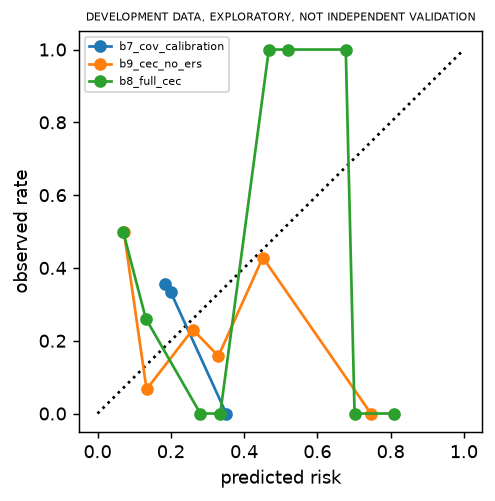 DEVELOPMENT DATA, EXPLORATORY, NOT INDEPENDENT VALIDATION
b7_cov_calibration
b9_cec_no_ers
b8_full_cec
1.0
0.8
0.6
0.4
0.2
0.0
observed rate
0.0 0.2 0.4 0.6 0.8 1.0
predicted risk